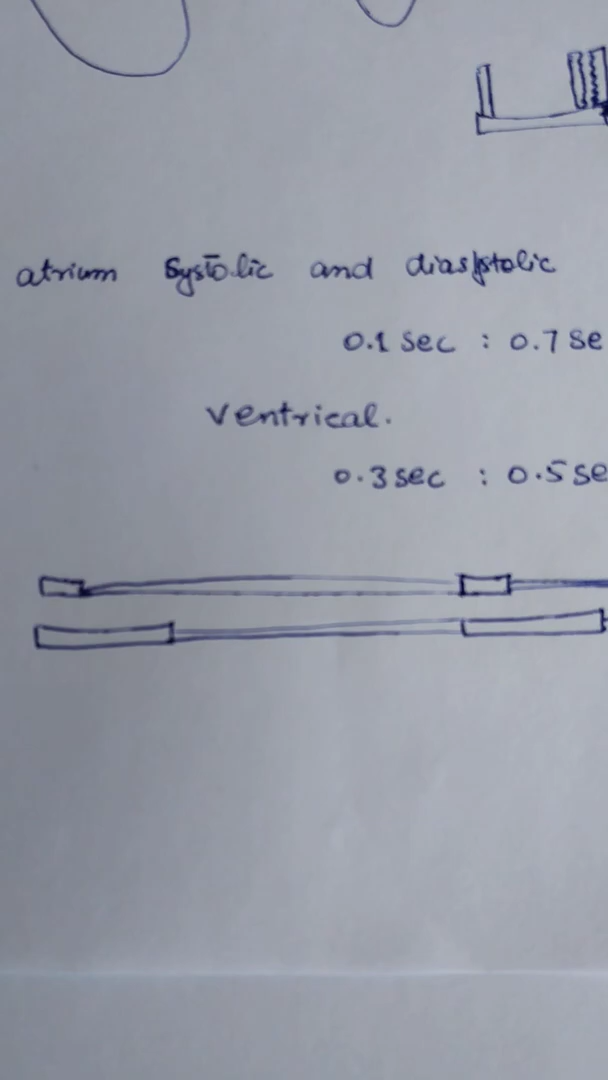 atrium systolic and diastolic
0.1 sec : 0.7 se
ventrical.
0.3 sec : 0.5 se